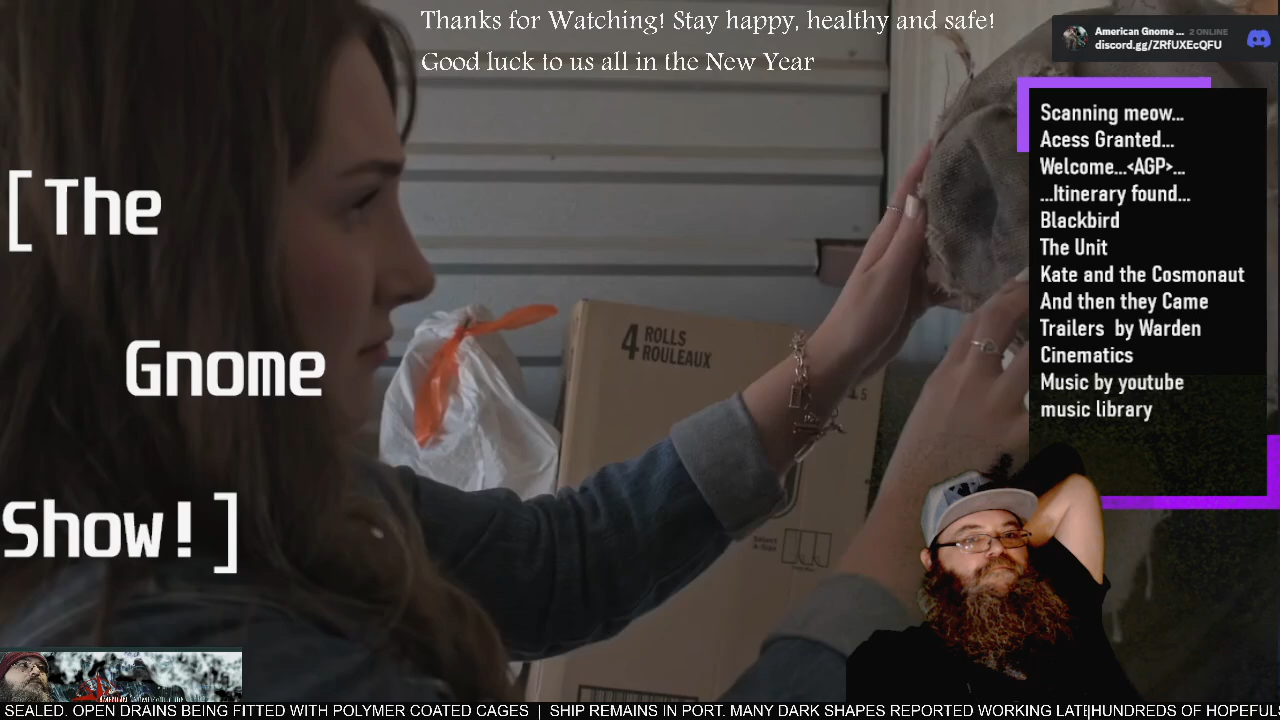 Thanks for Watching! Stay happy, healthy and safe!
Good luck to us all in the New Year
American Gnome ... 2 ONLINE
discord.gg/ZRfUXEcQFU
Scanning meow...
Acess Granted...
Welcome...<AGP>...
...Itinerary found...
Blackbird
The Unit
Kate and the Cosmonaut
And then they Came
Trailers by Warden
Cinematics
Music by youtube
music library
[The
Gnome
Show!]
4 ROLLS
ROULEAUX
SEALED. OPEN DRAINS BEING FITTED WITH POLYMER COATED CAGES | SHIP REMAINS IN PORT. MANY DARK SHAPES REPORTED WORKING LATE|HUNDREDS OF HOPEFULS